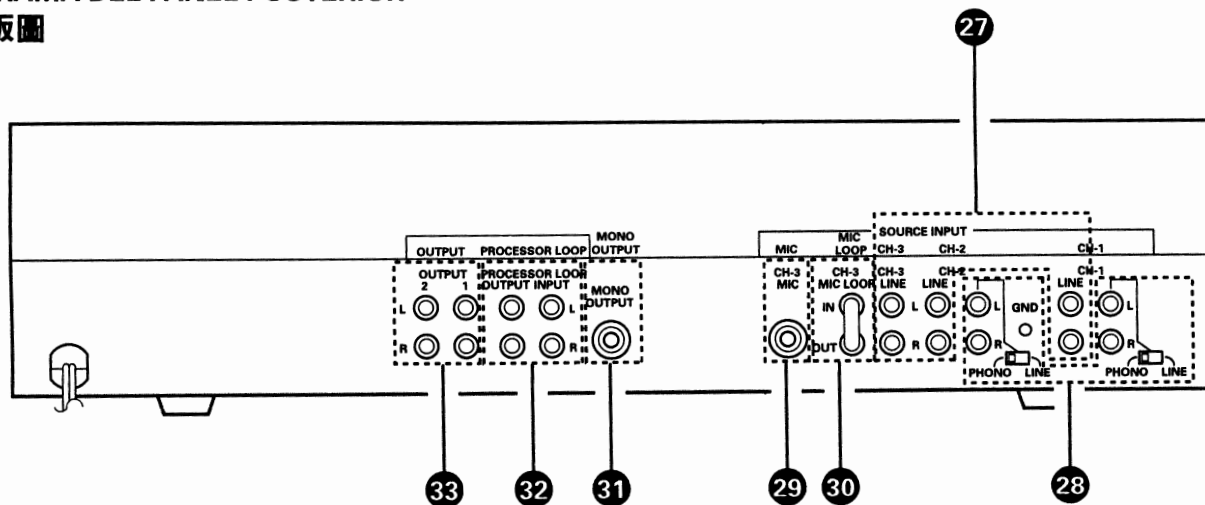 PANEL POSTERIOR
板圖
27
SOURCE INPUT
MONO
OUTPUT
OUTPUT
PROCESSOR LOOP
MIC
MIC
LOOP
CH-3
CH-2
CH-1
OUTPUT
2 1
PROCESSOR LOOP
OUTPUT INPUT
MONO
OUTPUT
CH-3
MIC
CH-3
MIC LOOP
CH-3
LINE
CH-2
LINE
CH-1
LINE
L
L
IN
L
L
GND
L
R
R
OUT
R
R
R
PHONO LINE
PHONO LINE
33
32
31
29
30
28